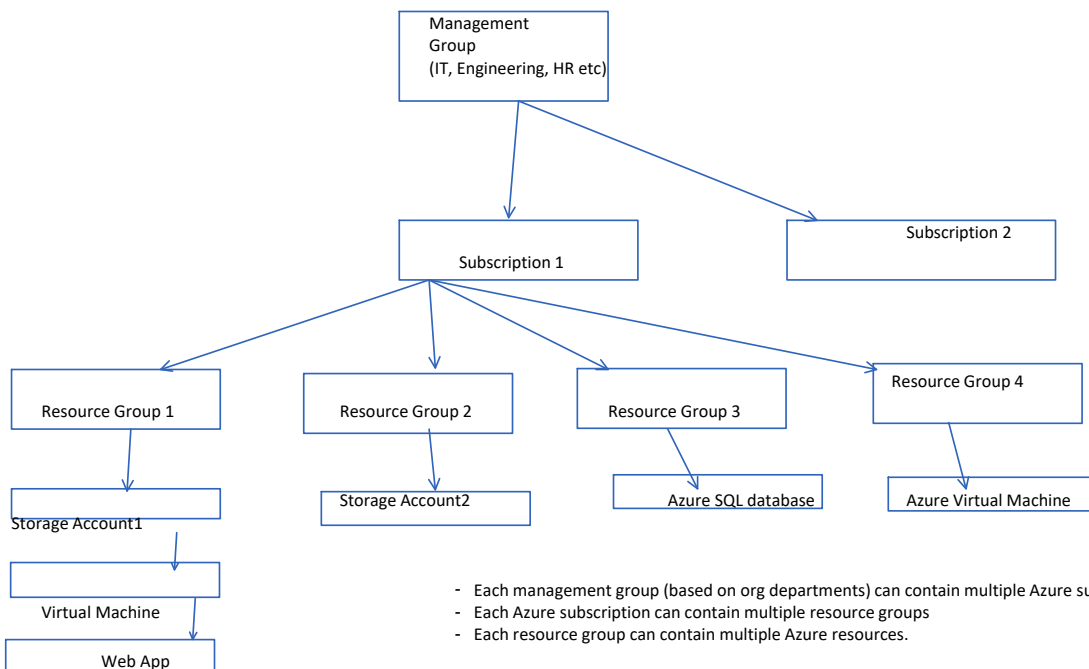 Management
Group
(IT, Engineering, HR etc)
Subscription 1
Subscription 2
Resource Group 1
Resource Group 2
Resource Group 3
Resource Group 4
Storage Account1
Storage Account2
Azure SQL database
Azure Virtual Machine
Virtual Machine
Web App
- Each management group (based on org departments) can contain multiple Azure su
- Each Azure subscription can contain multiple resource groups
- Each resource group can contain multiple Azure resources.